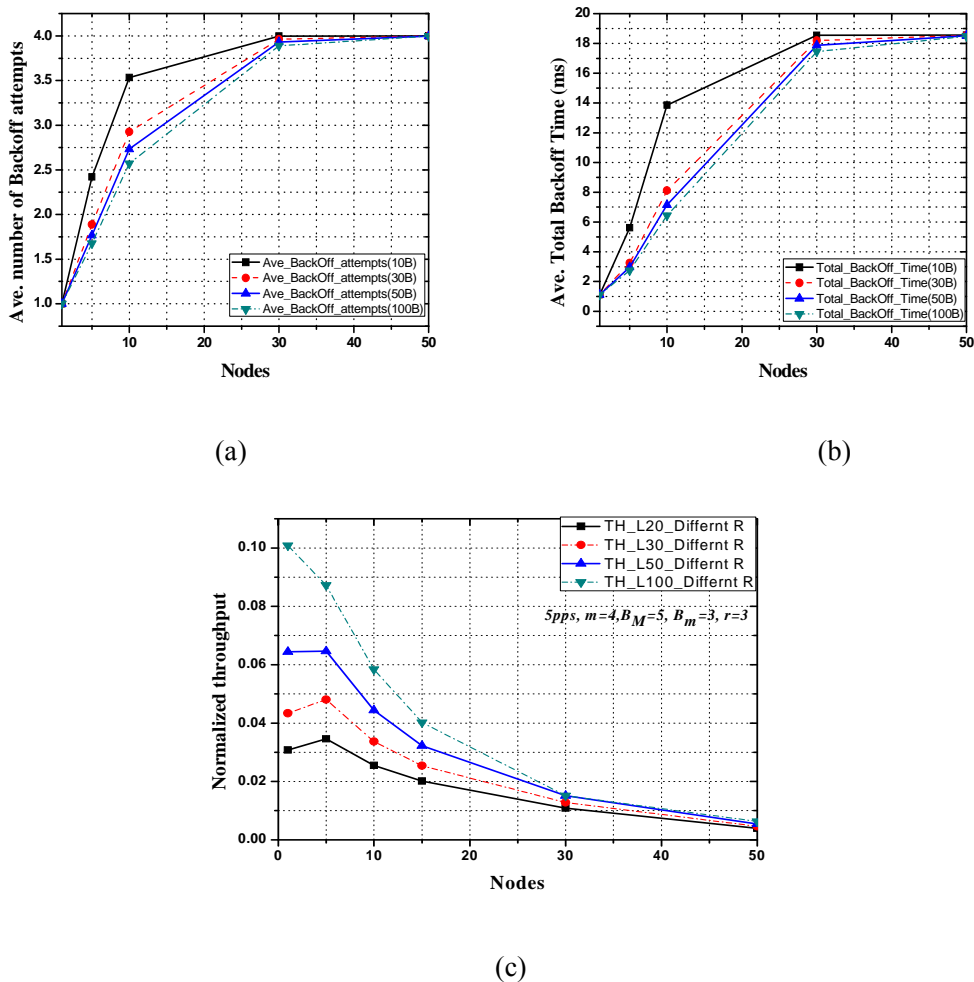 4.0
3.5
3.0
2.5
2.0
1.5
1.0
Ave. number of Backoff attempts
Ave_BackOff_attempts(10B)
Ave_BackOff_attempts(30B)
Ave_BackOff_attempts(50B)
Ave_BackOff_attempts(100B)
10 20 30 40 50
Nodes
(a)
20
18
16
14
12
10
8
6
4
2
0
Ave. Total Backoff Time (ms)
Total_BackOff_Time(10B)
Total_BackOff_Time(30B)
Total_BackOff_Time(50B)
Total_BackOff_Time(100B)
10 20 30 40 50
Nodes
(b)
TH_L20_Differnt R
TH_L30_Differnt R
TH_L50_Differnt R
TH_L100_Differnt R
5pps, m=4,B_M=5, B_m=3, r=3
0.10
0.08
0.06
0.04
0.02
0.00
Normalized throughput
0 10 20 30 40 50
Nodes
(c)